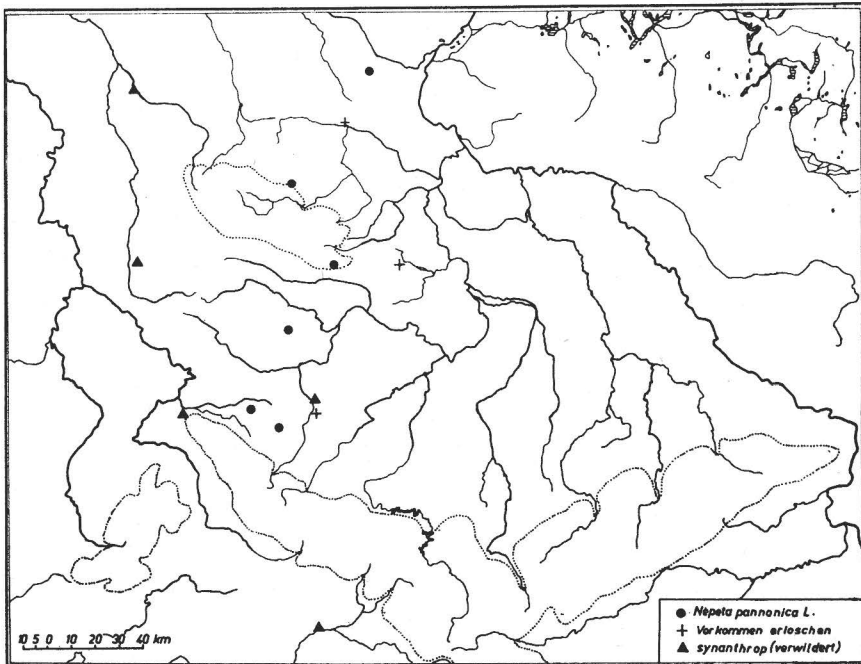 10 5 0 10 20 30 40 km
Nepeta pannonica L.
Vorkommen erloschen
synanthrop (verwildert)